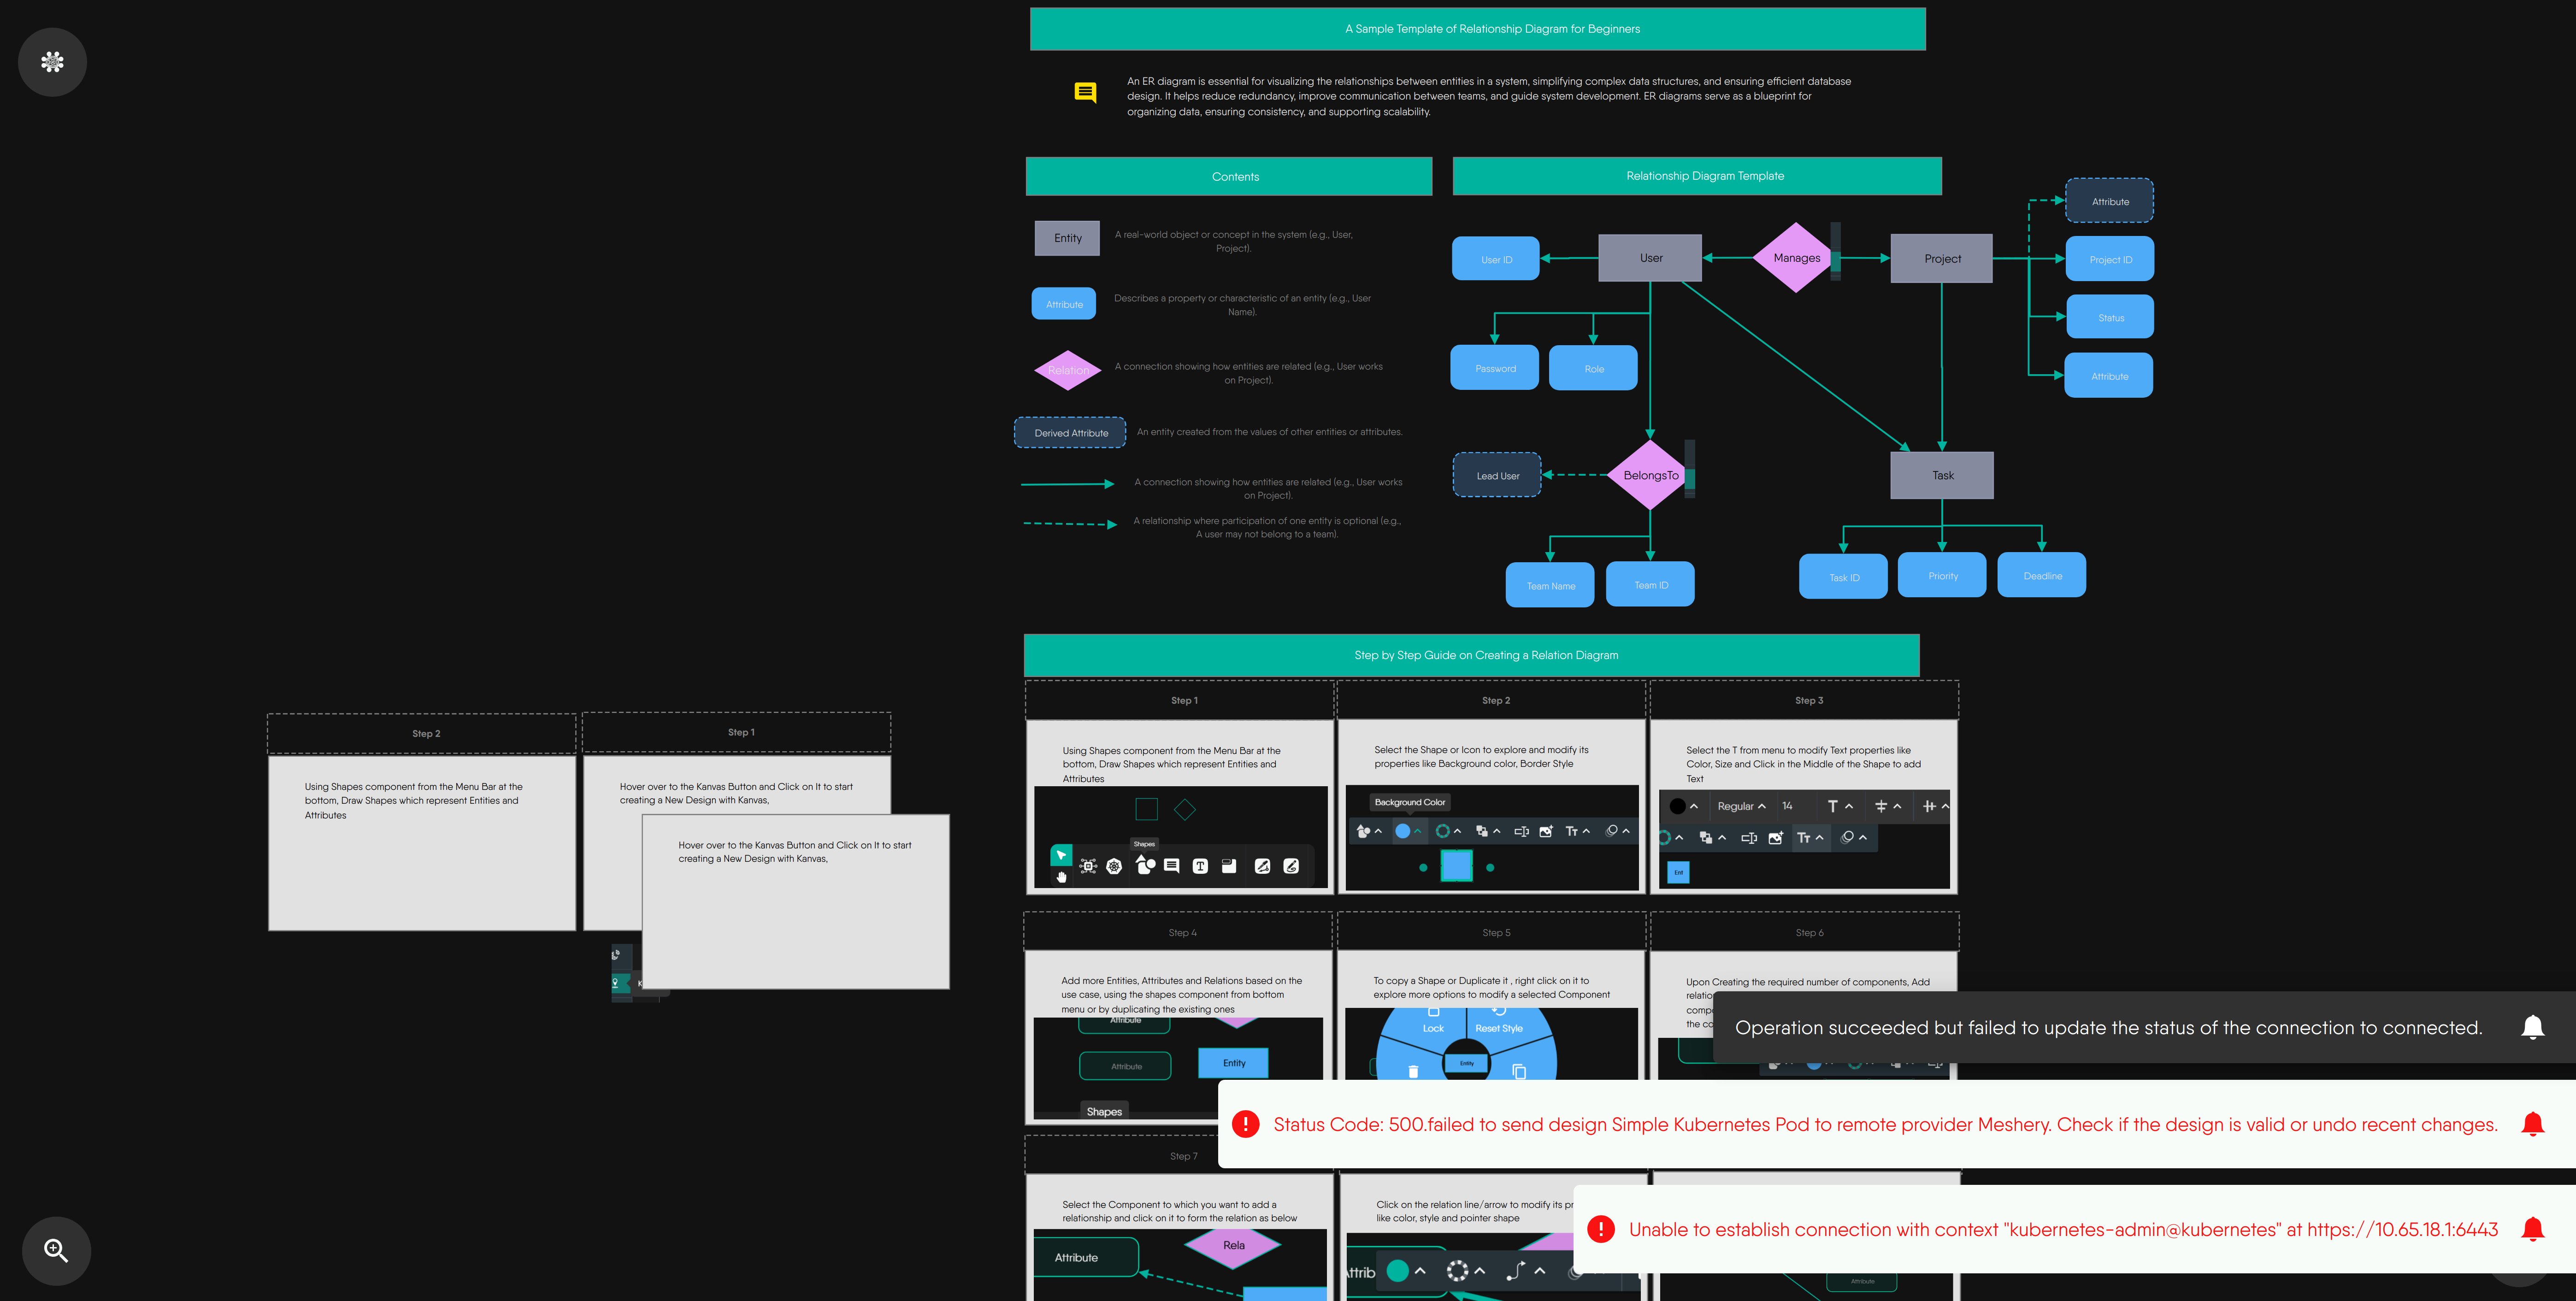 A Sample Template of Relationship Diagram for Beginners
An ER diagram is essential for visualizing the relationships between entities in a system, simplifying complex data structures, and ensuring efficient database
design. It helps reduce redundancy, improve communication between teams, and guide system development. ER diagrams serve as a blueprint for
organizing data, ensuring consistency, and supporting scalability.
Contents
Entity
A real-world object or concept in the system (e.g., User,
Project).
Attribute
Describes a property or characteristic of an entity (e.g., User
Name).
Relation
A connection showing how entities are related (e.g., User works
on Project).
Derived Attribute
An entity created from the values of other entities or attributes.
A connection showing how entities are related (e.g., User works
on Project).
A relationship where participation of one entity is optional (e.g.,
A user may not belong to a team).
Relationship Diagram Template
User ID
User
Manages
Project
Attribute
Project ID
Status
Attribute
Password
Role
Lead User
BelongsTo
Task
Team Name
Team ID
Task ID
Priority
Deadline
Step by Step Guide on Creating a Relation Diagram
Step 2
Using Shapes component from the Menu Bar at the
bottom, Draw Shapes which represent Entities and
Attributes
Step 1
Hover over to the Kanvas Button and Click on It to start
creating a New Design with Kanvas,
Hover over to the Kanvas Button and Click on It to start
creating a New Design with Kanvas,
K
Step 1
Using Shapes component from the Menu Bar at the
bottom, Draw Shapes which represent Entities and
Attributes
Shapes
Step 2
Select the Shape or Icon to explore and modify its
properties like Background color, Border Style
Background Color
Tт
Step 3
Select the T from menu to modify Text properties like
Color, Size and Click in the Middle of the Shape to add
Text
Regular
14
T
Tт
Ent
Step 4
Add more Entities, Attributes and Relations based on the
use case, using the shapes component from bottom
menu or by duplicating the existing ones
Attribute
Attribute
Entity
Shapes
Step 5
To copy a Shape or Duplicate it , right click on it to
explore more options to modify a selected Component
Lock
Reset Style
Entity
Step 6
Upon Creating the required number of components, Add
relatio
compo
the co
Operation succeeded but failed to update the status of the connection to connected.
Status Code: 500.failed to send design Simple Kubernetes Pod to remote provider Meshery. Check if the design is valid or undo recent changes.
Unable to establish connection with context "kubernetes-admin@kubernetes" at https://10.65.18.1:6443
Step 7
Select the Component to which you want to add a
relationship and click on it to form the relation as below
Attribute
Rela
Click on the relation line/arrow to modify its pr
like color, style and pointer shape
Attrib
Attribute